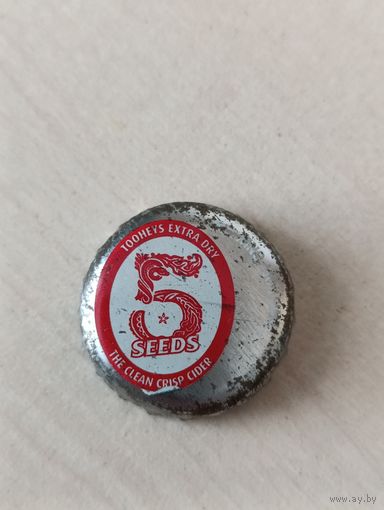 TOOHEYS EXTRA DRY
5
SEEDS
THE CLEAN CRISP CIDER
www.ay.by